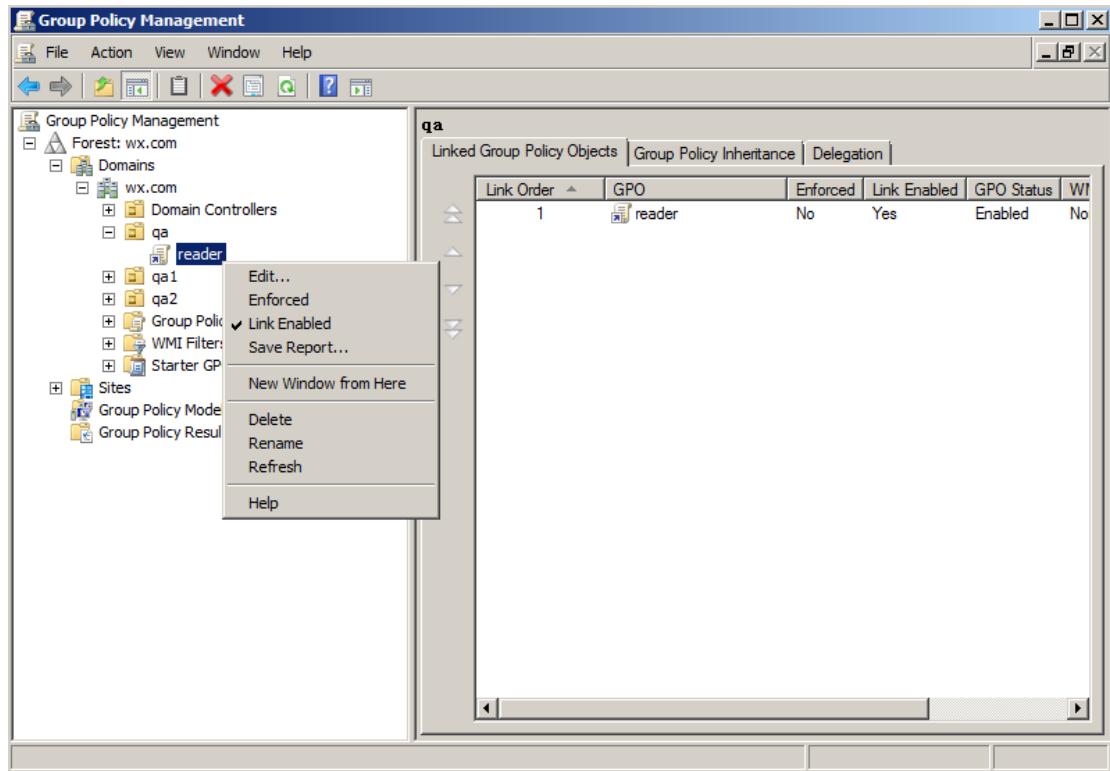 Group Policy Management
File Action View Window Help
Group Policy Management
Forest: wx.com
Domains
wx.com
Domain Controllers
qa
reader
qa1
qa2
Group Polic
WMI Filter
Starter GP
Sites
Group Policy Mode
Group Policy Resul
Edit...
Enforced
Link Enabled
Save Report...
New Window from Here
Delete
Rename
Refresh
Help
qa
Linked Group Policy Objects Group Policy Inheritance Delegation
Link Order GPO Enforced Link Enabled GPO Status WM
1 reader No Yes Enabled No